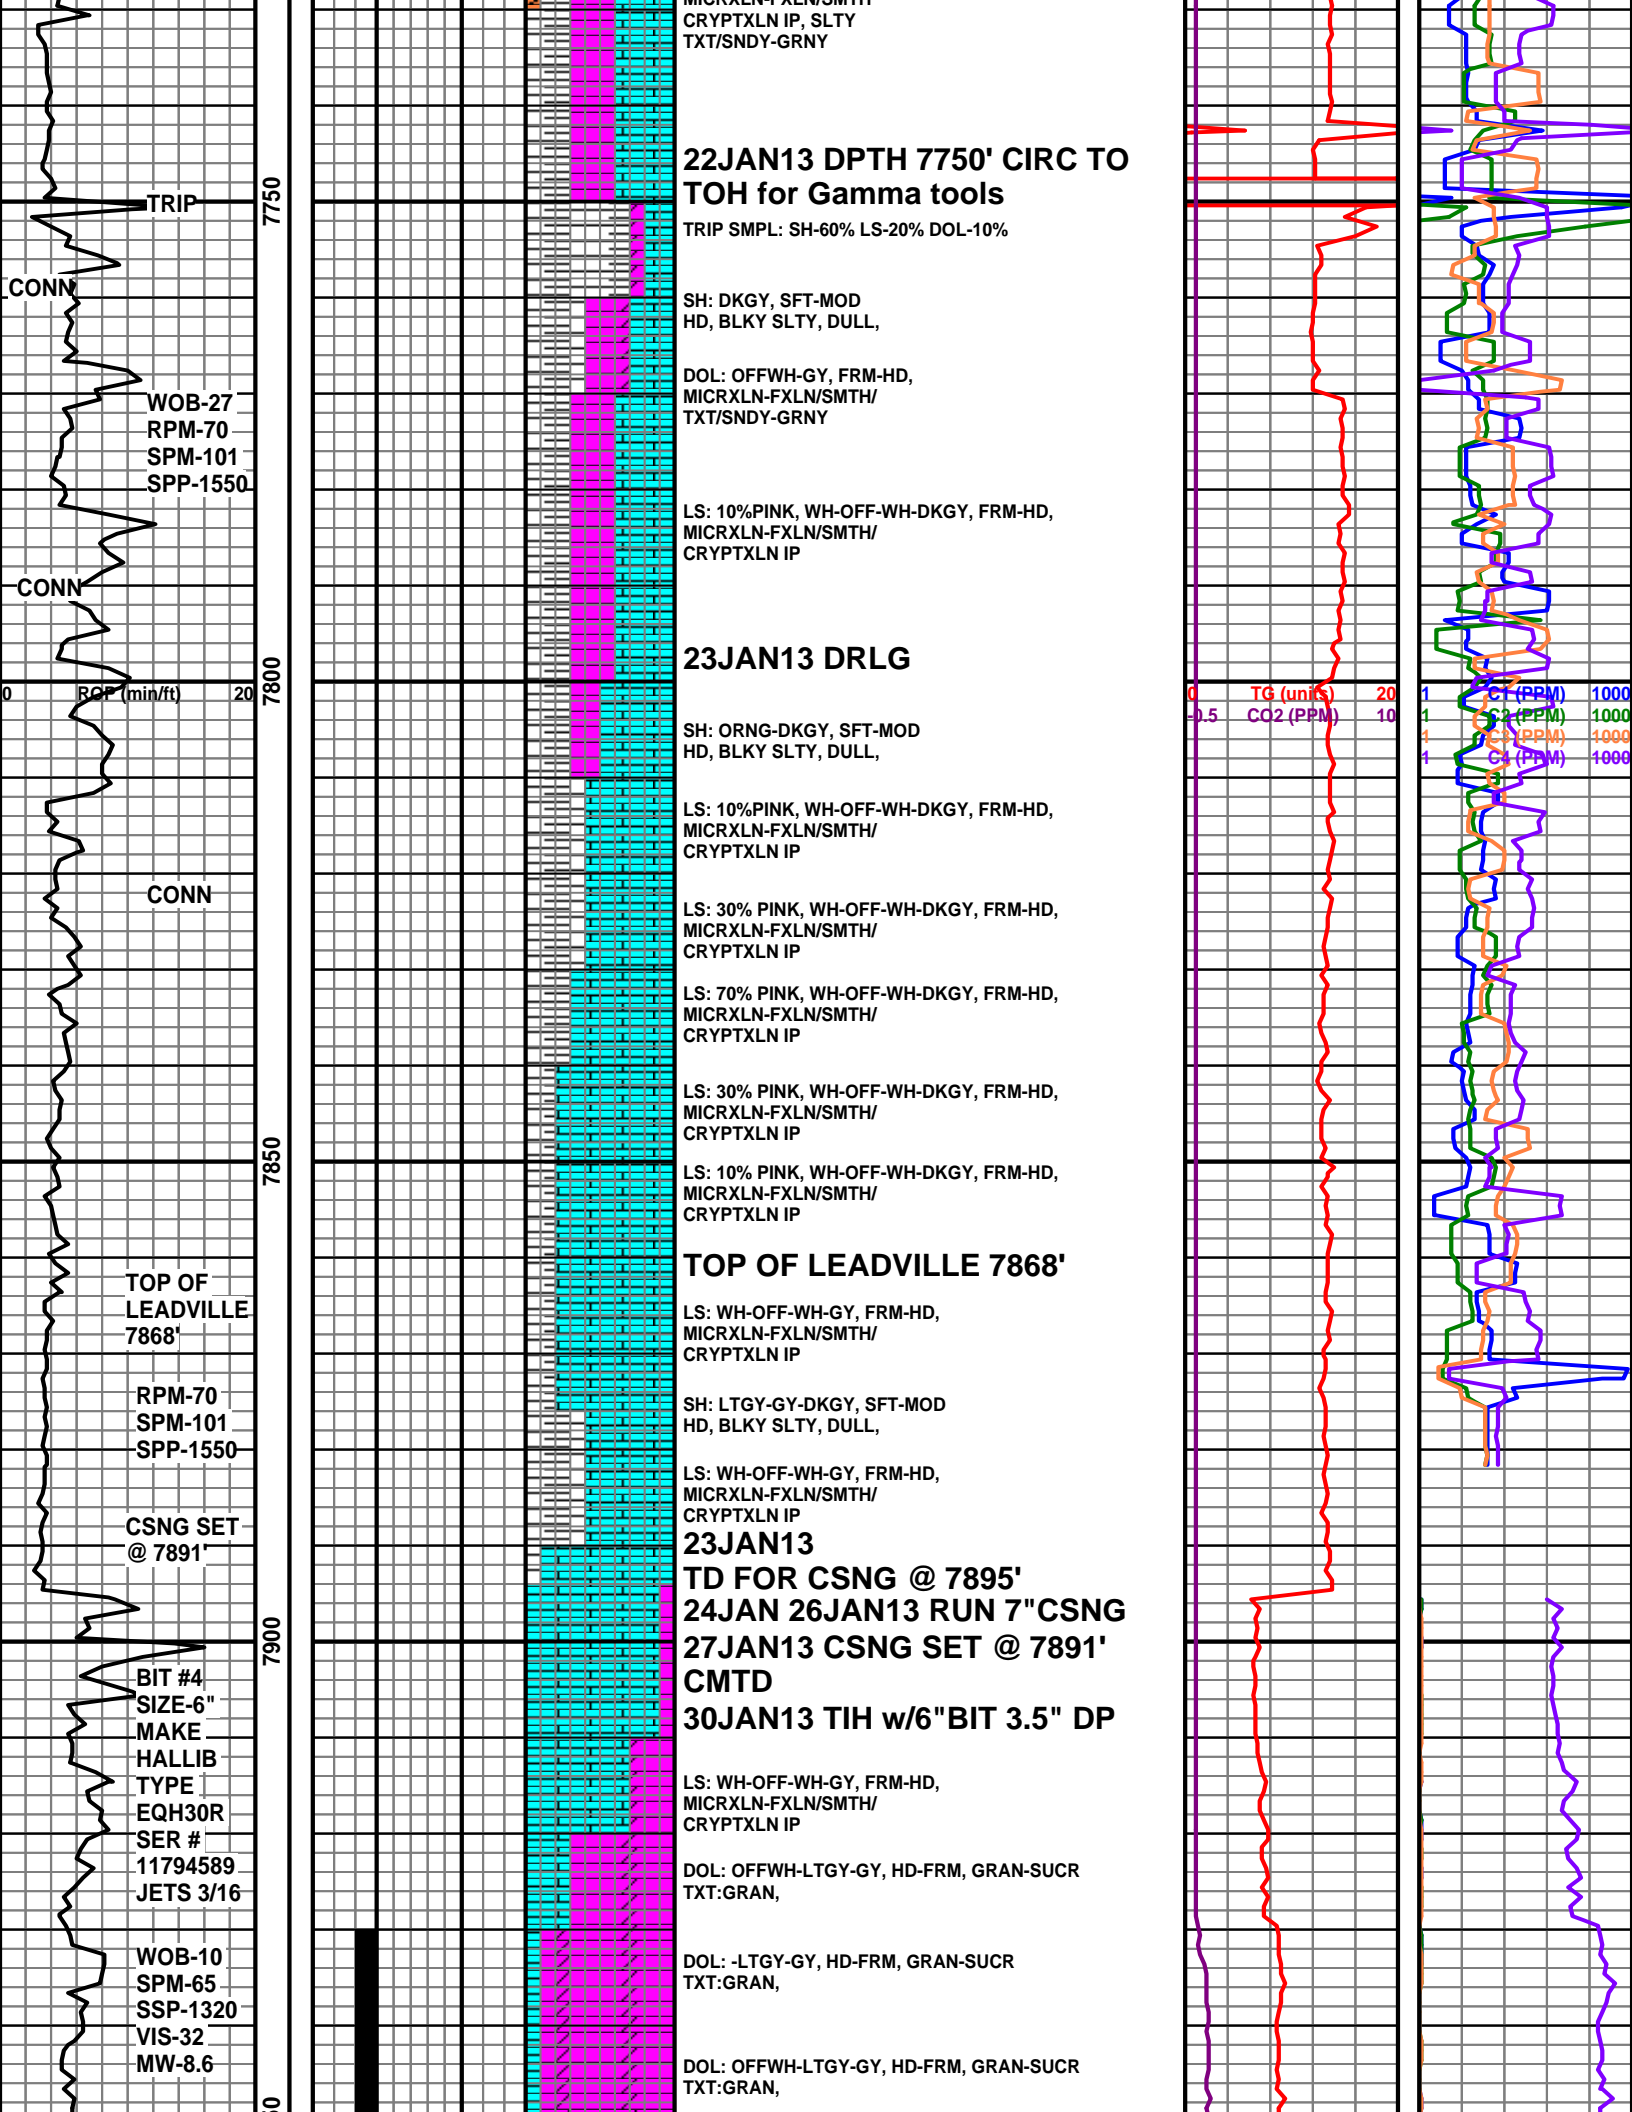 MICRXLN-FXLN/SMTH
CRYPTXLN IP, SLTY
TXT/SNDY-GRNY
22JAN13 DPTH 7750' CIRC TO
TOH for Gamma tools
7750
TRIP
TRIP SMPL: SH-60% LS-20% DOL-10%
CONN
SH: DKGY, SFT-MOD
HD, BLKY SLTY, DULL,
DOL: OFFWH-GY, FRM-HD,
MICRXLN-FXLN/SMTH/
TXT/SNDY-GRNY
WOB-27
RPM-70
SPM-101
SPP-1550
LS: 10%PINK, WH-OFF-WH-DKGY, FRM-HD,
MICRXLN-FXLN/SMTH/
CRYPTXLN IP
CONN
23JAN13 DRLG
7800
0 ROP (min/ft) 20
0 TG (units) 20
-0.5 CO2 (PPM) 10
1 C1 (PPM) 1000
1 C2 (PPM) 1000
1 C3 (PPM) 1000
1 C4 (PPM) 1000
SH: ORNG-DKGY, SFT-MOD
HD, BLKY SLTY, DULL,
LS: 10%PINK, WH-OFF-WH-DKGY, FRM-HD,
MICRXLN-FXLN/SMTH/
CRYPTXLN IP
CONN
LS: 30% PINK, WH-OFF-WH-DKGY, FRM-HD,
MICRXLN-FXLN/SMTH/
CRYPTXLN IP
LS: 70% PINK, WH-OFF-WH-DKGY, FRM-HD,
MICRXLN-FXLN/SMTH/
CRYPTXLN IP
LS: 30% PINK, WH-OFF-WH-DKGY, FRM-HD,
MICRXLN-FXLN/SMTH/
CRYPTXLN IP
7850
LS: 10% PINK, WH-OFF-WH-DKGY, FRM-HD,
MICRXLN-FXLN/SMTH/
CRYPTXLN IP
TOP OF LEADVILLE 7868'
TOP OF
LEADVILLE
7868'
LS: WH-OFF-WH-GY, FRM-HD,
MICRXLN-FXLN/SMTH/
CRYPTXLN IP
RPM-70
SPM-101
SPP-1550
SH: LTGY-GY-DKGY, SFT-MOD
HD, BLKY SLTY, DULL,
LS: WH-OFF-WH-GY, FRM-HD,
MICRXLN-FXLN/SMTH/
CRYPTXLN IP
CSNG SET
@ 7891'
23JAN13
TD FOR CSNG @ 7895'
24JAN 26JAN13 RUN 7"CSNG
27JAN13 CSNG SET @ 7891'
CMTD
30JAN13 TIH w/6"BIT 3.5" DP
7900
BIT #4
SIZE-6"
MAKE
HALLIB
TYPE
EQH30R
SER #
11794589
JETS 3/16
LS: WH-OFF-WH-GY, FRM-HD,
MICRXLN-FXLN/SMTH/
CRYPTXLN IP
DOL: OFFWH-LTGY-GY, HD-FRM, GRAN-SUCR
TXT:GRAN,
WOB-10
SPM-65
SSP-1320
VIS-32
MW-8.6
DOL: -LTGY-GY, HD-FRM, GRAN-SUCR
TXT:GRAN,
DOL: OFFWH-LTGY-GY, HD-FRM, GRAN-SUCR
TXT:GRAN,